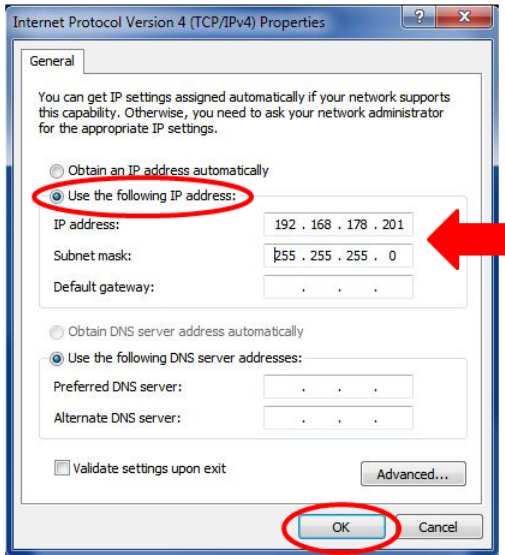 Internet Protocol Version 4 (TCP/IPv4) Properties
?
X
General
You can get IP settings assigned automatically if your network supports
this capability. Otherwise, you need to ask your network administrator
for the appropriate IP settings.
Obtain an IP address automatically
Use the following IP address:
IP address: 192 . 168 . 178 . 201
Subnet mask: 255 . 255 . 255 . 0
Default gateway: . . .
Obtain DNS server address automatically
Use the following DNS server addresses:
Preferred DNS server: . . .
Alternate DNS server: . . .
Validate settings upon exit
Advanced...
OK Cancel